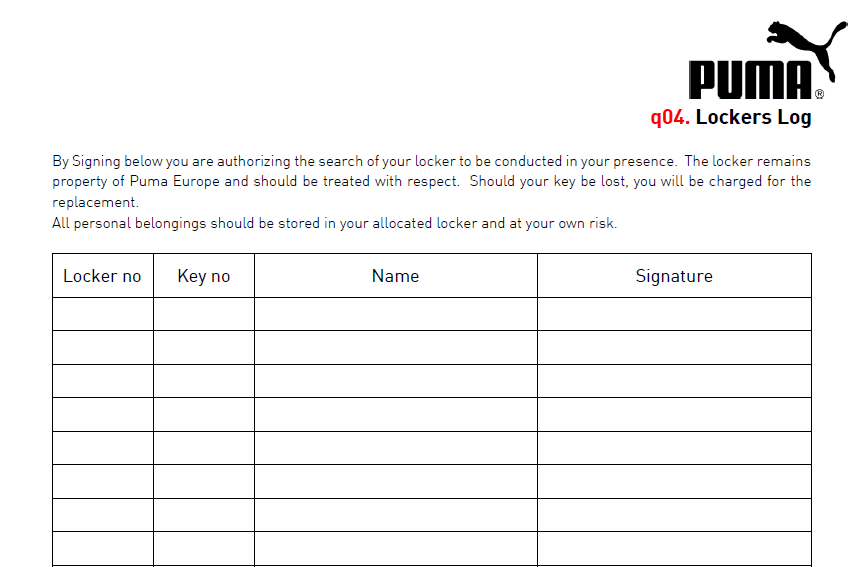 PUMA®
q04. Lockers Log
By Signing below you are authorizing the search of your locker to be conducted in your presence. The locker remains
property of Puma Europe and should be treated with respect. Should your key be lost, you will be charged for the
replacement.
All personal belongings should be stored in your allocated locker and at your own risk.
Locker no Key no Name Signature